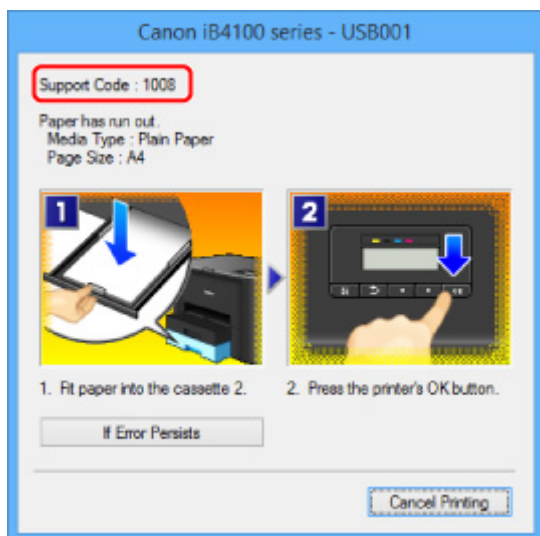 Canon iB4100 series - USB001
Support Code : 1008
Paper has run out.
Media Type : Plain Paper
Page Size : A4
1
2
1. Fit paper into the cassette 2.
2. Press the printer's OK button.
If Error Persists
Cancel Printing